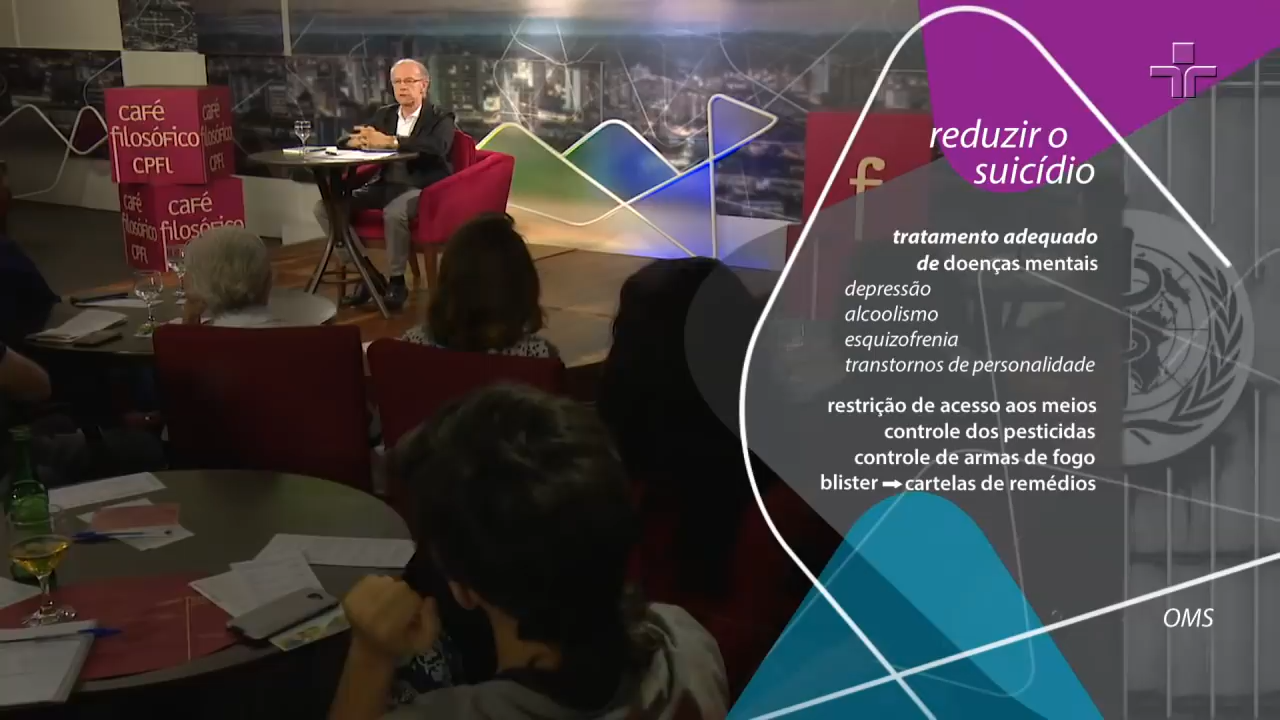 café
filosófico
CPFL
café
filosófico
CPFL
café
filosófico
CPFL
café
filosófico
f
reduzir o
suicídio
tratamento adequado
de doenças mentais
depressão
alcoolismo
esquizofrenia
transtornos de personalidade
restrição de acesso aos meios
controle dos pesticidas
controle de armas de fogo
blister ➞ cartelas de remédios
OMS